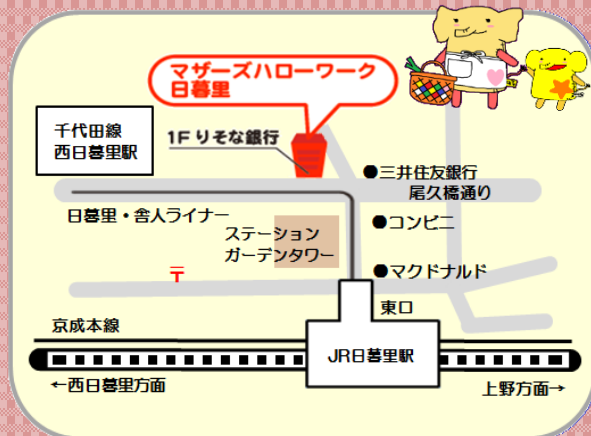 マザーズハローワーク
日暮里
千代田線
西日暮里駅
1Fりそな銀行
●三井住友銀行
尾久橋通り
日暮里・舎人ライナー
●コンビニ
ステーション
ガーデンタワー
〒
●マクドナルド
東口
京成本線
JR日暮里駅
←西日暮里方面
上野方面→